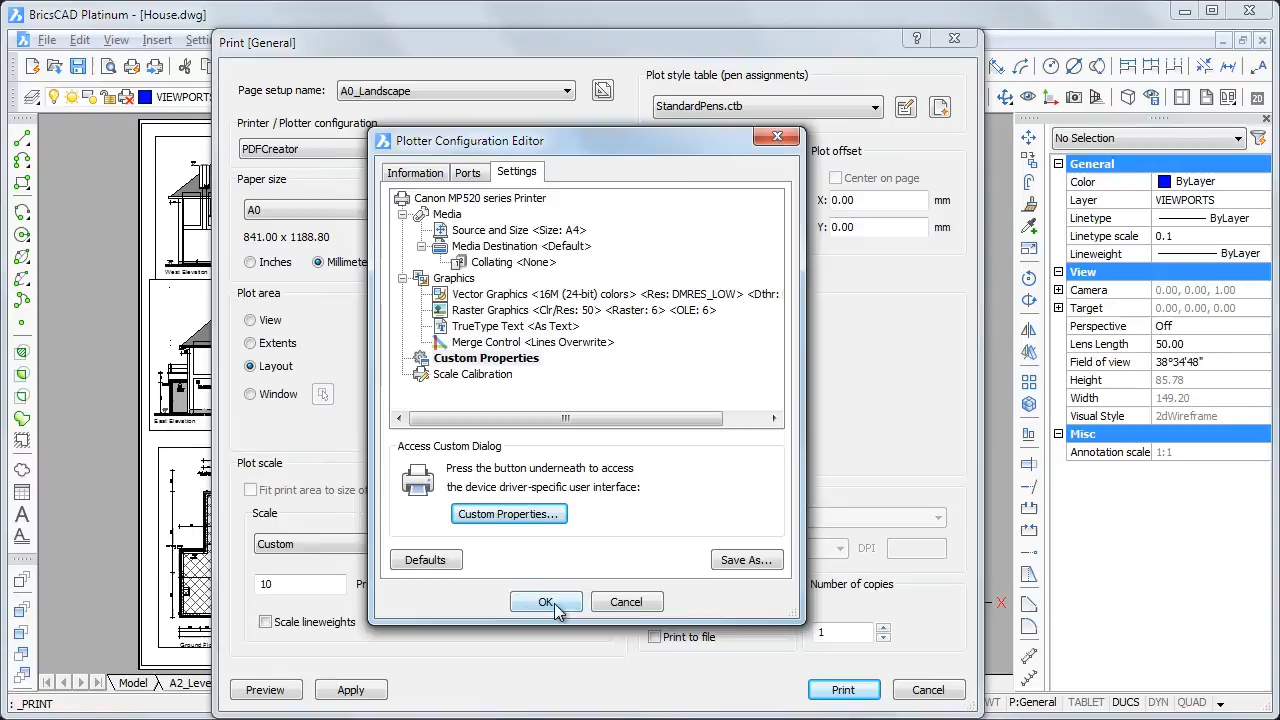 BricsCAD Platinum - [House.dwg]
File Edit View Insert
Print [General]
Page setup name:
A0_Landscape
Plot style table (pen assignments)
StandardPens.ctb
VIEWPORTS
Printer / Plotter configuration
PDFCreator
Paper size
A0
841.00 x 1188.80
Inches
Plot area
View
Extents
Layout
Window
Plot scale
Scale
Custom
10
Scale lineweights
Plotter Configuration Editor
Information
Ports
Settings
Canon MP520 series Printer
Media
Source and Size <Size: A4>
Media Destination <Default>
Collating <None>
Graphics
Vector Graphics <16M (24-bit) colors> <Res: DMRES_LOW> <Dthr:
Raster Graphics <Clr/Res: 50> <Raster: 6> <OLE: 6>
TrueType Text <As Text>
Merge Control <Lines Overwrite>
Custom Properties
Scale Calibration
Access Custom Dialog
Press the button underneath to access
the device driver-specific user interface:
Custom Properties...
Defaults
Save As...
OK
Cancel
Plot offset
Center on page
X: 0.00 mm
Y: 0.00 mm
DPI
Number of copies
1
Print to file
Preview
Apply
Print
Cancel
No Selection
General
Color ByLayer
Layer VIEWPORTS
Linetype ByLayer
Linetype scale 0.1
Lineweight ByLayer
View
Camera 0.00, 0.00, 1.00
Target 0.00, 0.00, 0.00
Perspective Off
Lens Length 50.00
Field of view 38°34'48"
Height 85.78
Width 149.20
Visual Style 2dWireframe
Misc
Annotation scale 1:1
West Elevation
East Elevation
Model
: _PRINT
P:General TABLET DUCS DYN QUAD